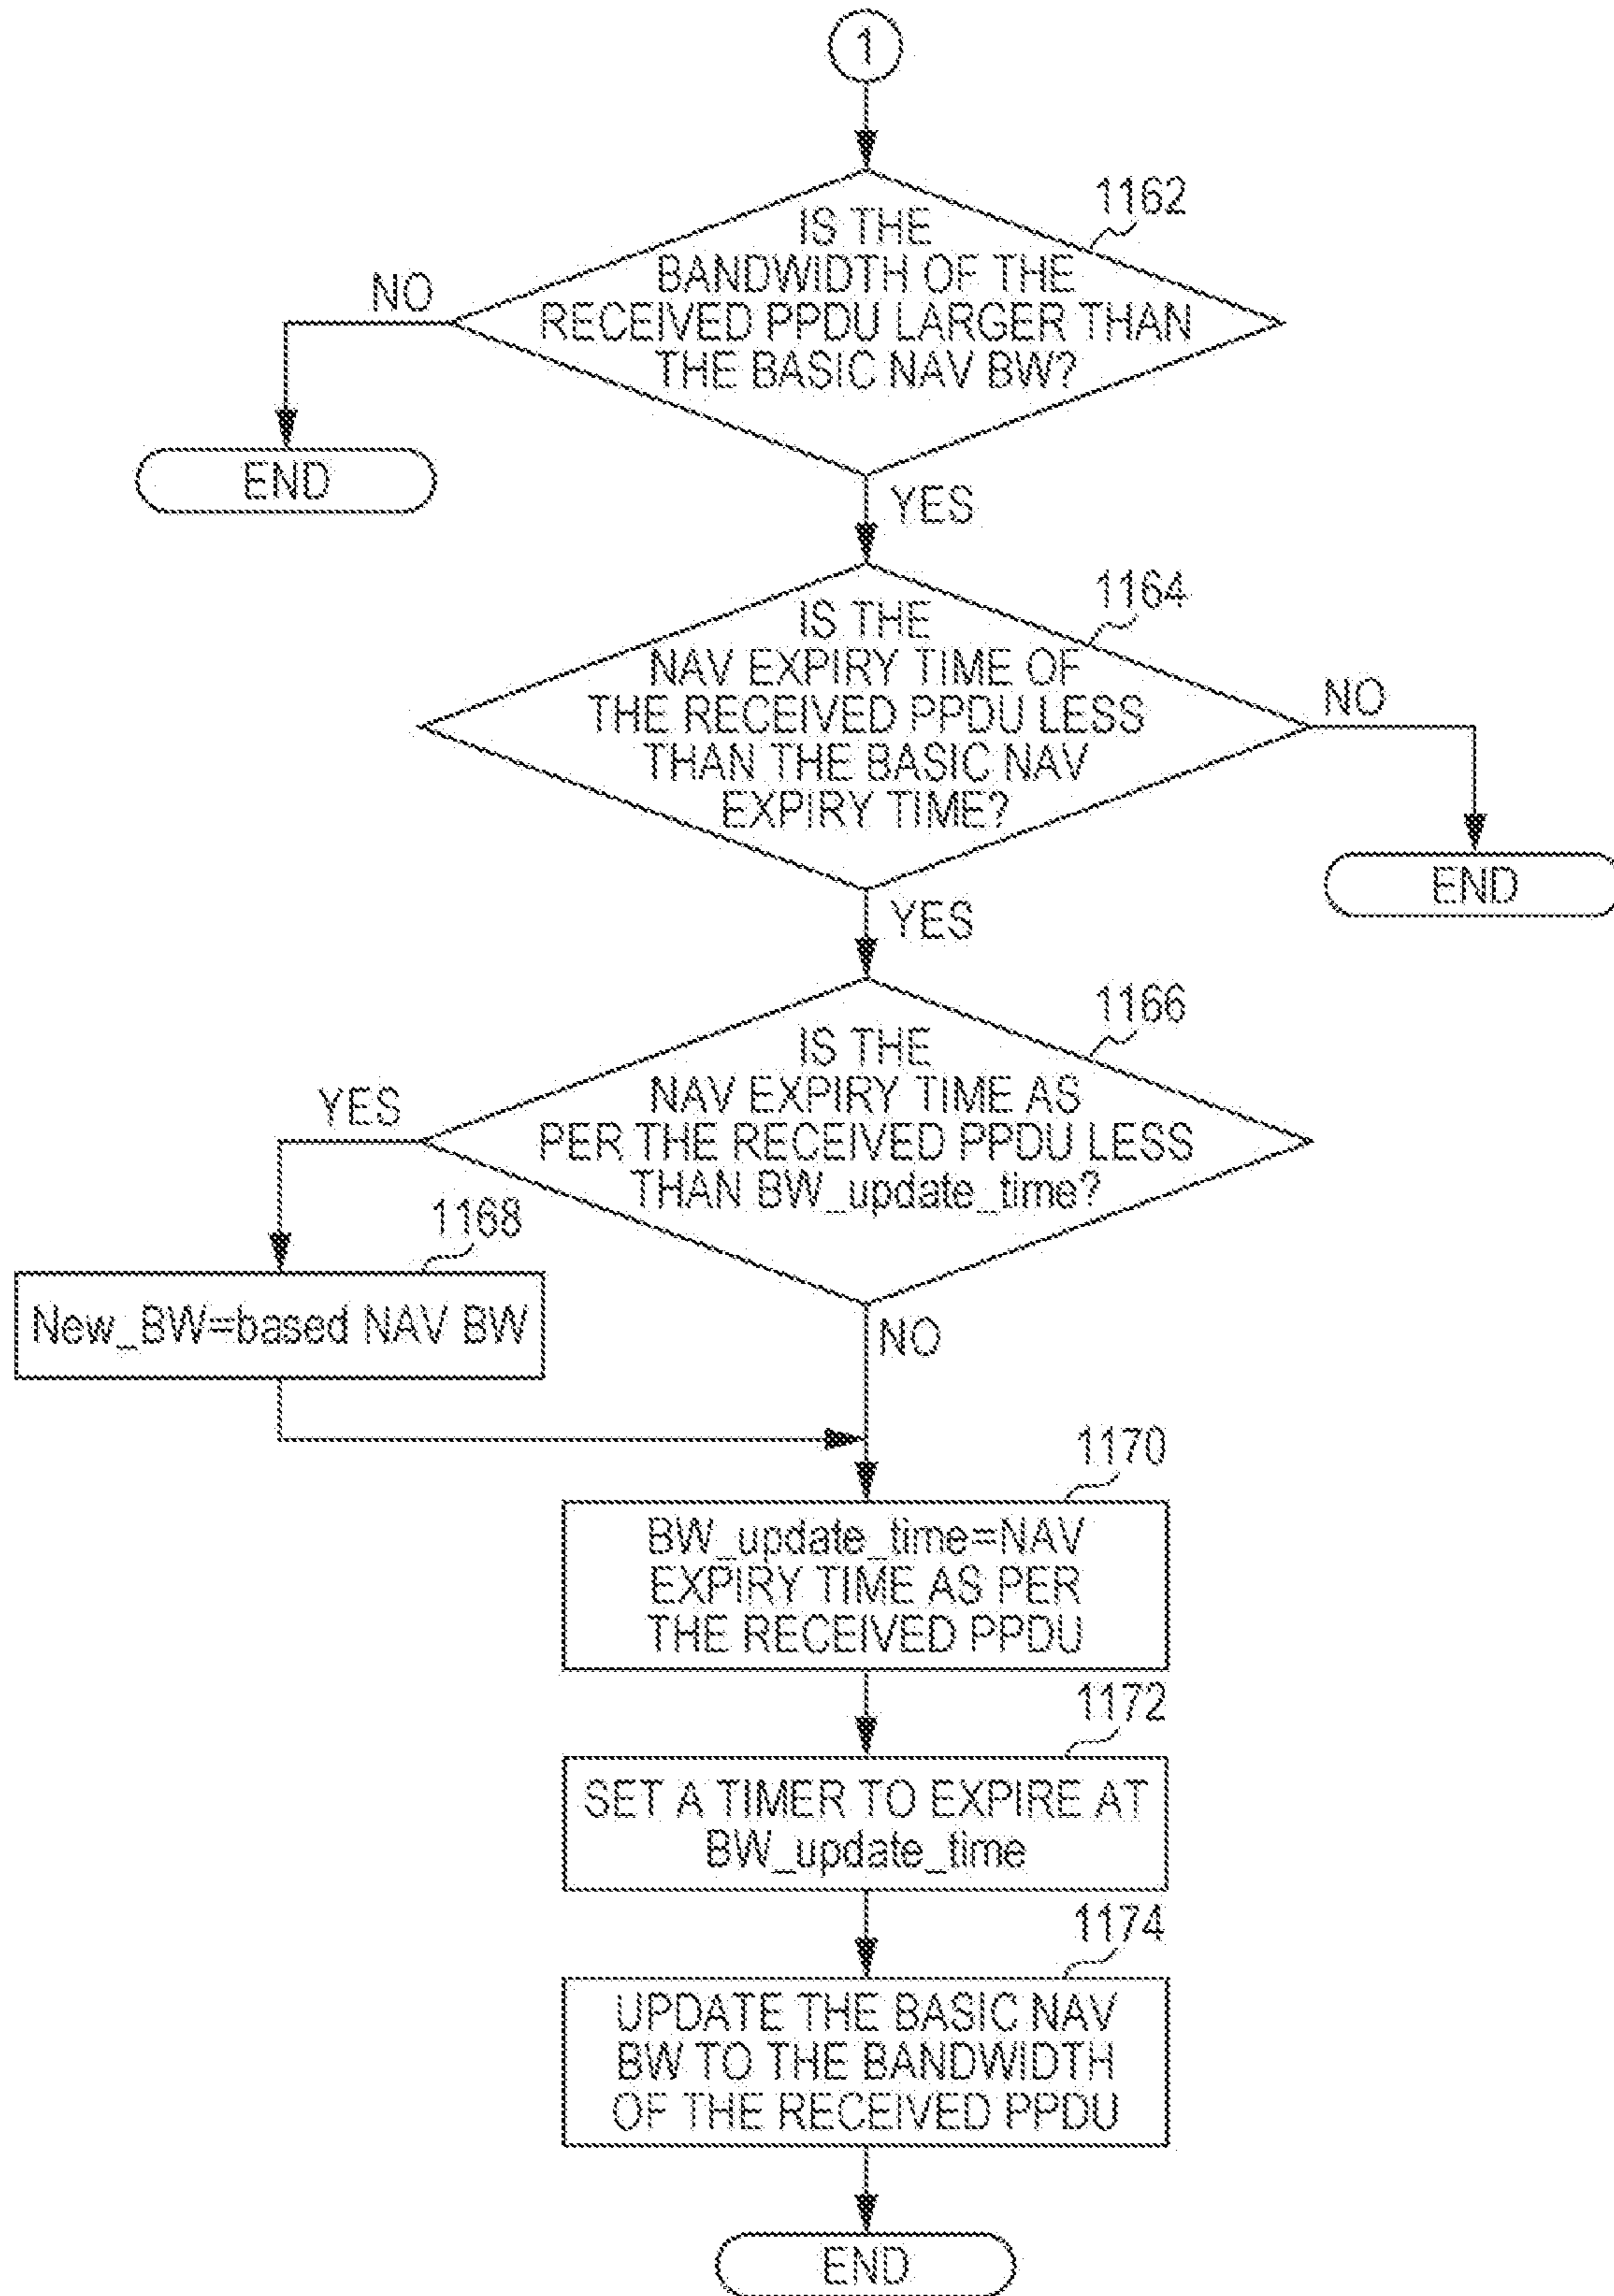 1
1162
IS THE
BANDWIDTH OF THE
RECEIVED PPDU LARGER THAN
THE BASIC NAV BW?
NO
END
YES
1164
IS THE
NAV EXPIRY TIME OF
THE RECEIVED PPDU LESS
THAN THE BASIC NAV
EXPIRY TIME?
NO
END
YES
1166
IS THE
NAV EXPIRY TIME AS
PER THE RECEIVED PPDU LESS
THAN BW_update_time?
YES
1168
New_BW=based NAV BW
NO
1170
BW_update_time=NAV
EXPIRY TIME AS PER
THE RECEIVED PPDU
1172
SET A TIMER TO EXPIRE AT
BW_update_time
1174
UPDATE THE BASIC NAV
BW TO THE BANDWIDTH
OF THE RECEIVED PPDU
END